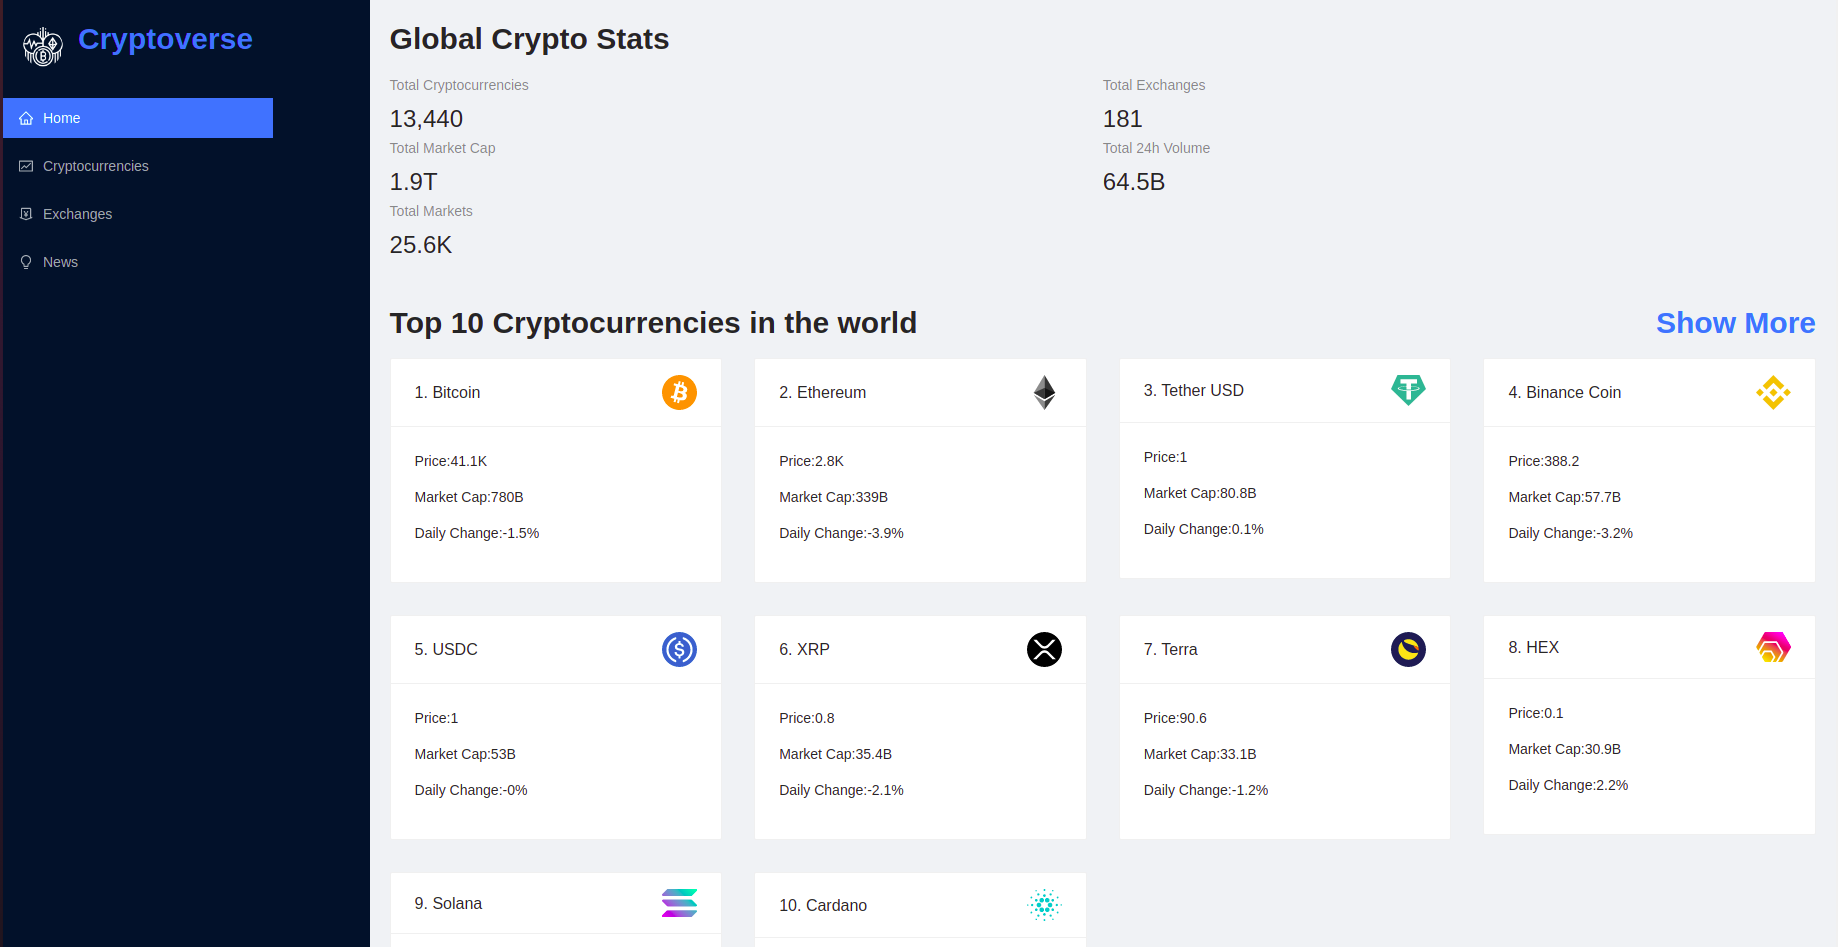 Cryptoverse
Home
Cryptocurrencies
Exchanges
News
Global Crypto Stats
Total Cryptocurrencies
13,440
Total Exchanges
181
Total Market Cap
1.9T
Total 24h Volume
64.5B
Total Markets
25.6K
Top 10 Cryptocurrencies in the world
Show More
1. Bitcoin
Price:41.1K
Market Cap:780B
Daily Change:-1.5%
2. Ethereum
Price:2.8K
Market Cap:339B
Daily Change:-3.9%
3. Tether USD
Price:1
Market Cap:80.8B
Daily Change:0.1%
4. Binance Coin
Price:388.2
Market Cap:57.7B
Daily Change:-3.2%
5. USDC
Price:1
Market Cap:53B
Daily Change:-0%
6. XRP
Price:0.8
Market Cap:35.4B
Daily Change:-2.1%
7. Terra
Price:90.6
Market Cap:33.1B
Daily Change:-1.2%
8. HEX
Price:0.1
Market Cap:30.9B
Daily Change:2.2%
9. Solana
10. Cardano